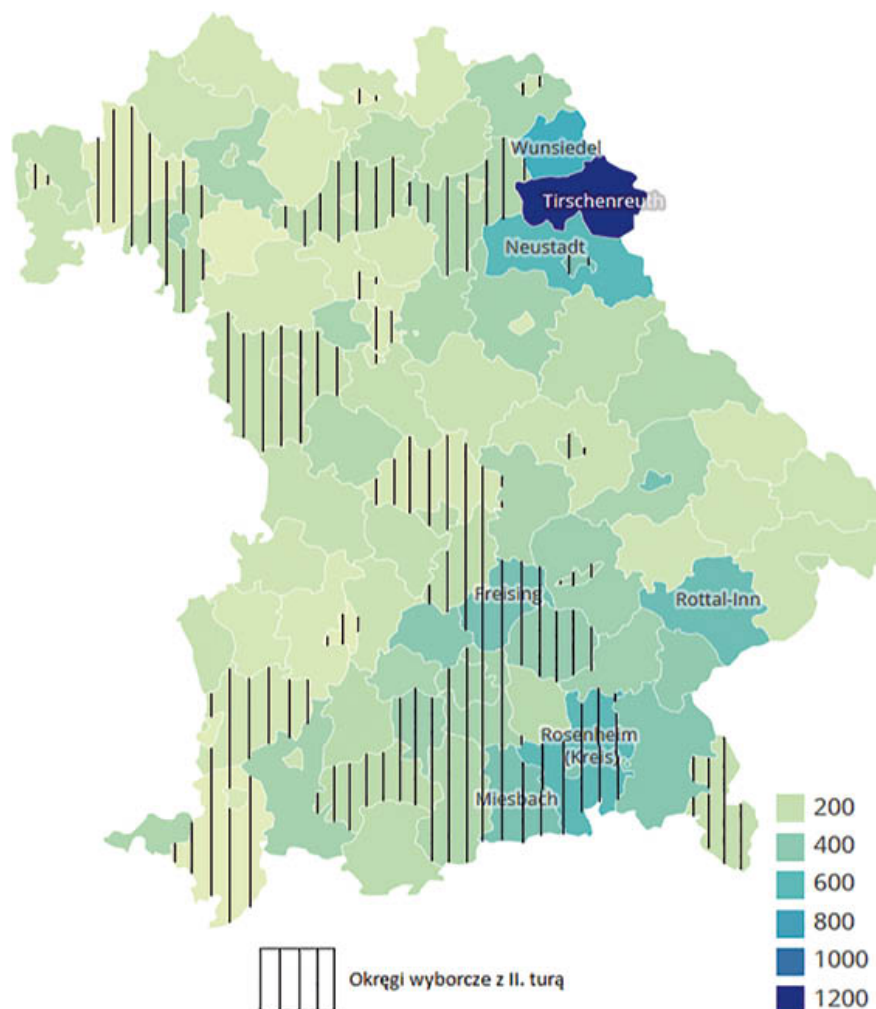 Wunsiedel
Tirschenreuth
Neustadt
Freising
Rottal-Inn
Rosenheim
(Kreis)
Miesbach
200
400
600
800
1000
1200
Okręgi wyborcze z II. turą